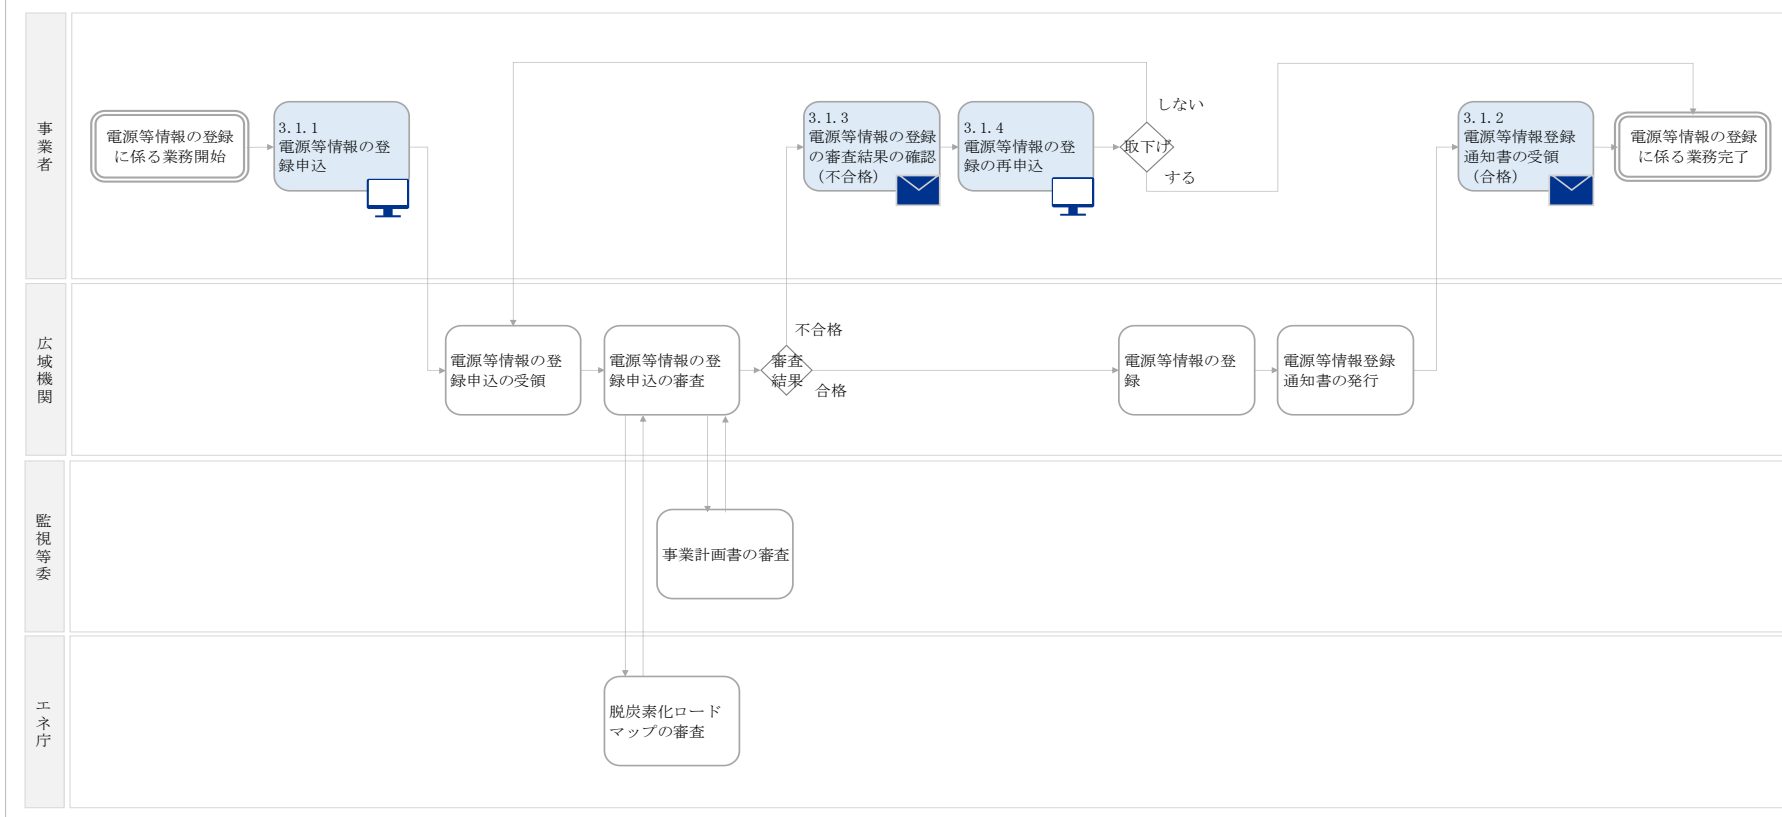 事業者
電源等情報の登録
に係る業務開始
3.1.1
電源等情報の登
録申込
3.1.3
電源等情報の登録
の審査結果の確認
（不合格）
3.1.4
電源等情報の登
録の再申込
しない
取下げ
する
3.1.2
電源等情報登録
通知書の受領
（合格）
電源等情報の登録
に係る業務完了
広域機関
電源等情報の登
録申込の受領
電源等情報の登
録申込の審査
不合格
審査
結果
合格
電源等情報の登
録
電源等情報登録
通知書の発行
監視等委
事業計画書の審査
エネ庁
脱炭素化ロード
マップの審査